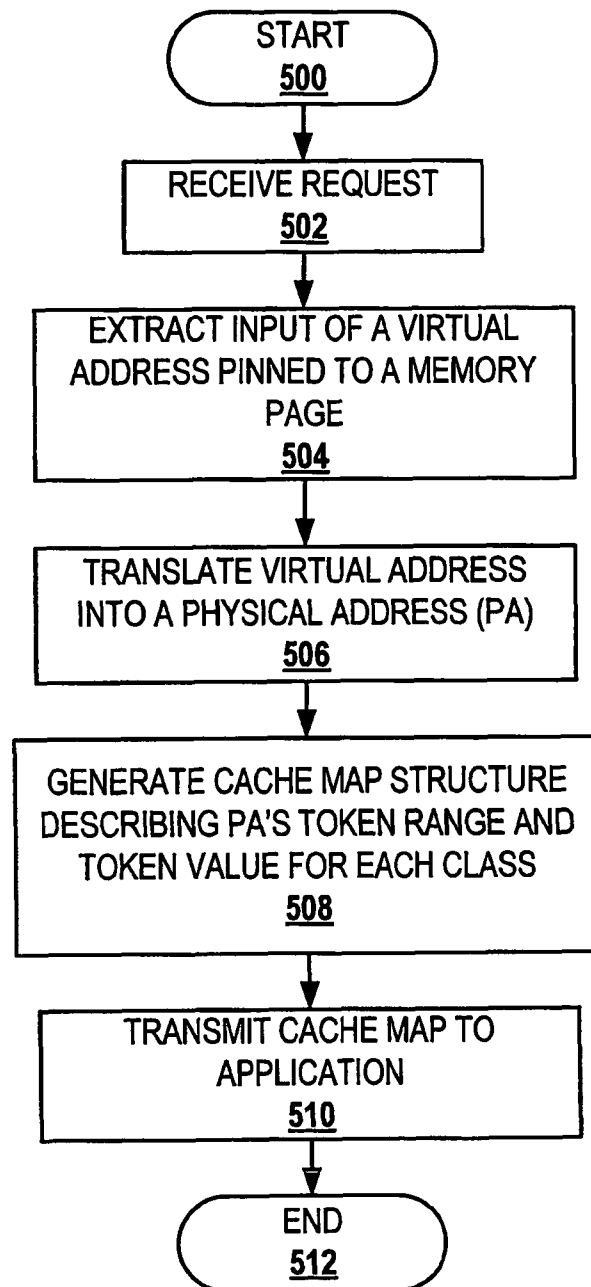 START
500
RECEIVE REQUEST
502
EXTRACT INPUT OF A VIRTUAL
ADDRESS PINNED TO A MEMORY
PAGE
504
TRANSLATE VIRTUAL ADDRESS
INTO A PHYSICAL ADDRESS (PA)
506
GENERATE CACHE MAP STRUCTURE
DESCRIBING PA'S TOKEN RANGE AND
TOKEN VALUE FOR EACH CLASS
508
TRANSMIT CACHE MAP TO
APPLICATION
510
END
512